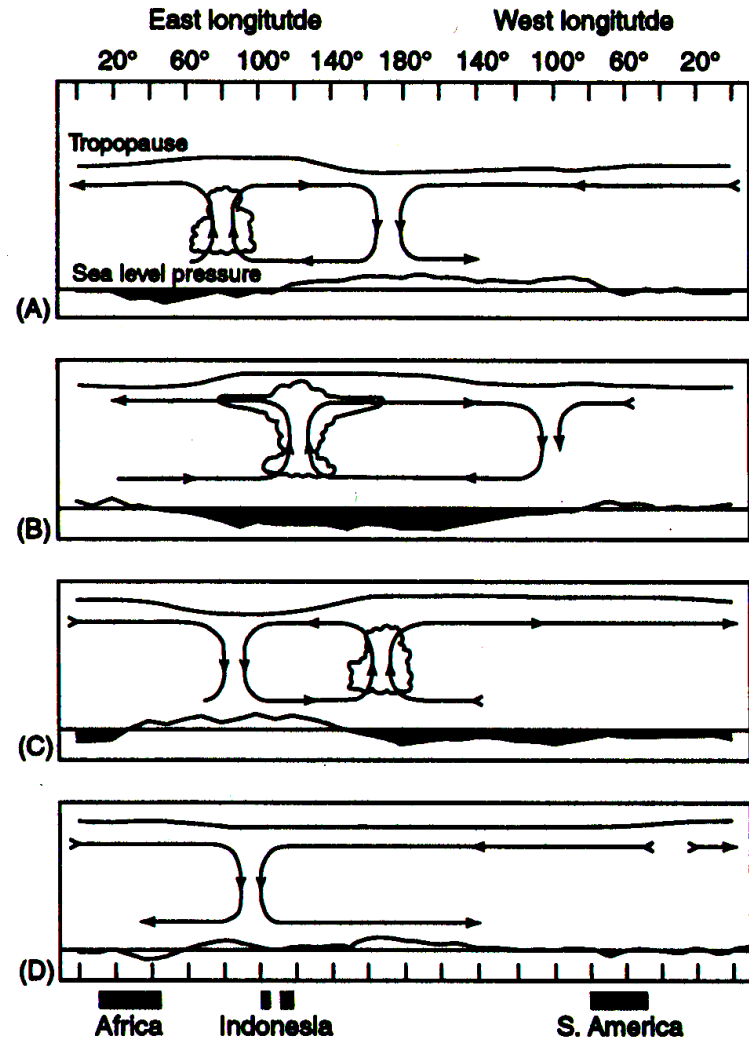 East longitutde West longitude
20° 60° 100° 140° 180° 140° 100° 60° 20°
Tropopause
Sea level pressure
(A)
(B)
(C)
(D)
Africa Indonesia S. America